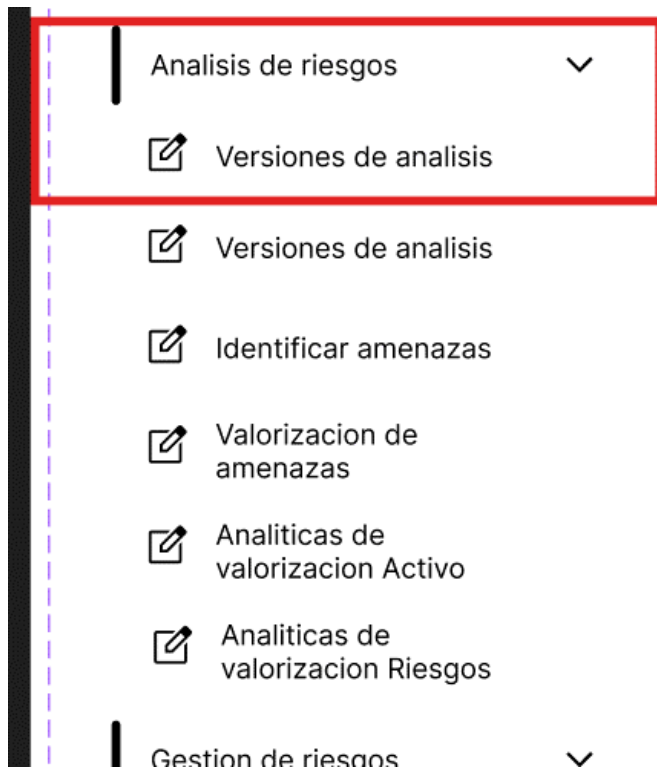 Analisis de riesgos
Versiones de analisis
Versiones de analisis
Identificar amenazas
Valorizacion de
amenazas
Analiticas de
valorizacion Activo
Analiticas de
valorizacion Riesgos
Gestion de riesgos